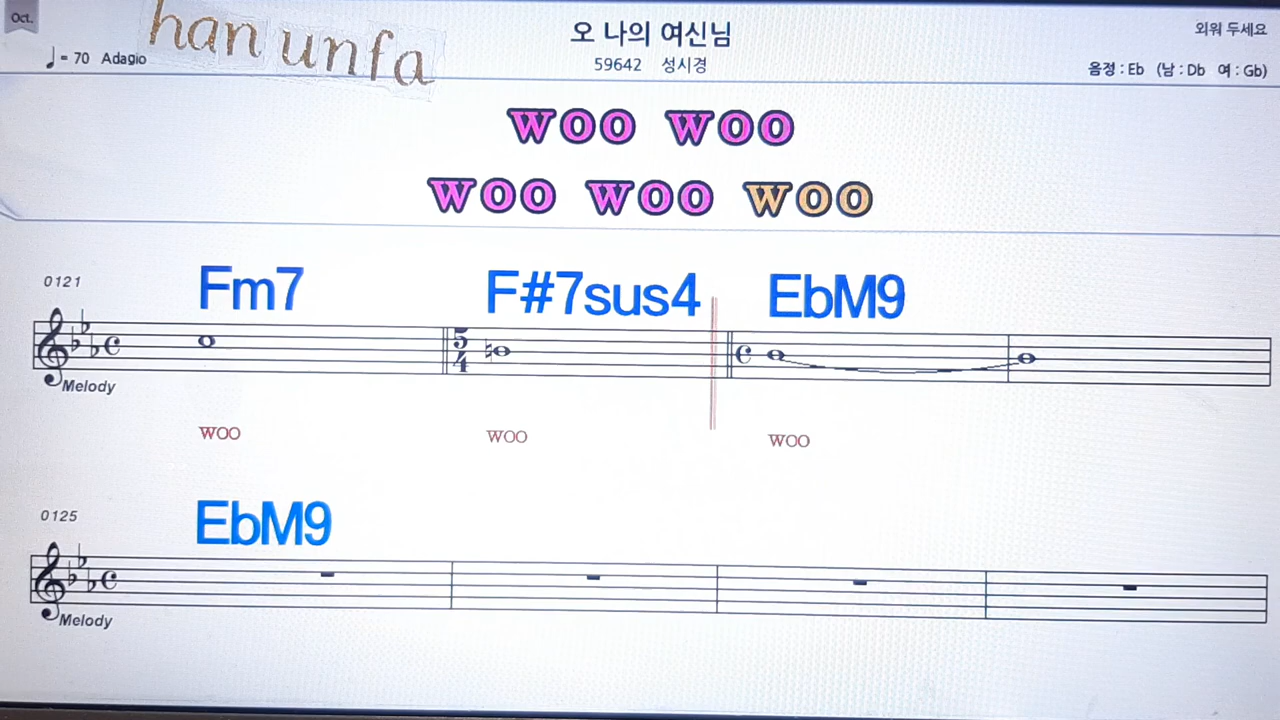 Oct.
han unfa
오 나의 여신님
외워 두세요
♩= 70 Adagio
59642 성시경
음정 : Eb (남 : Db 여 : Gb)
WOO WOO
WOO WOO WOO
0121
Fm7 F#7sus4 EbM9
5
4
Melody
WOO WOO WOO
0125
EbM9
Melody